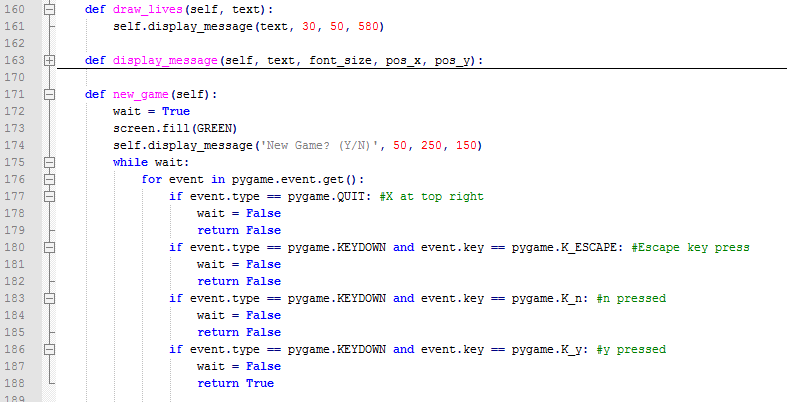 160 def draw_lives(self, text):
161 self.display_message(text, 30, 50, 580)
162
163 def display_message(self, text, font_size, pos_x, pos_y):
170
171 def new_game(self):
172 wait = True
173 screen.fill(GREEN)
174 self.display_message('New Game? (Y/N)', 50, 250, 150)
175 while wait:
176 for event in pygame.event.get():
177 if event.type == pygame.QUIT: #X at top right
178 wait = False
179 return False
180 if event.type == pygame.KEYDOWN and event.key == pygame.K_ESCAPE: #Escape key press
181 wait = False
182 return False
183 if event.type == pygame.KEYDOWN and event.key == pygame.K_n: #n pressed
184 wait = False
185 return False
186 if event.type == pygame.KEYDOWN and event.key == pygame.K_y: #y pressed
187 wait = False
188 return True
189